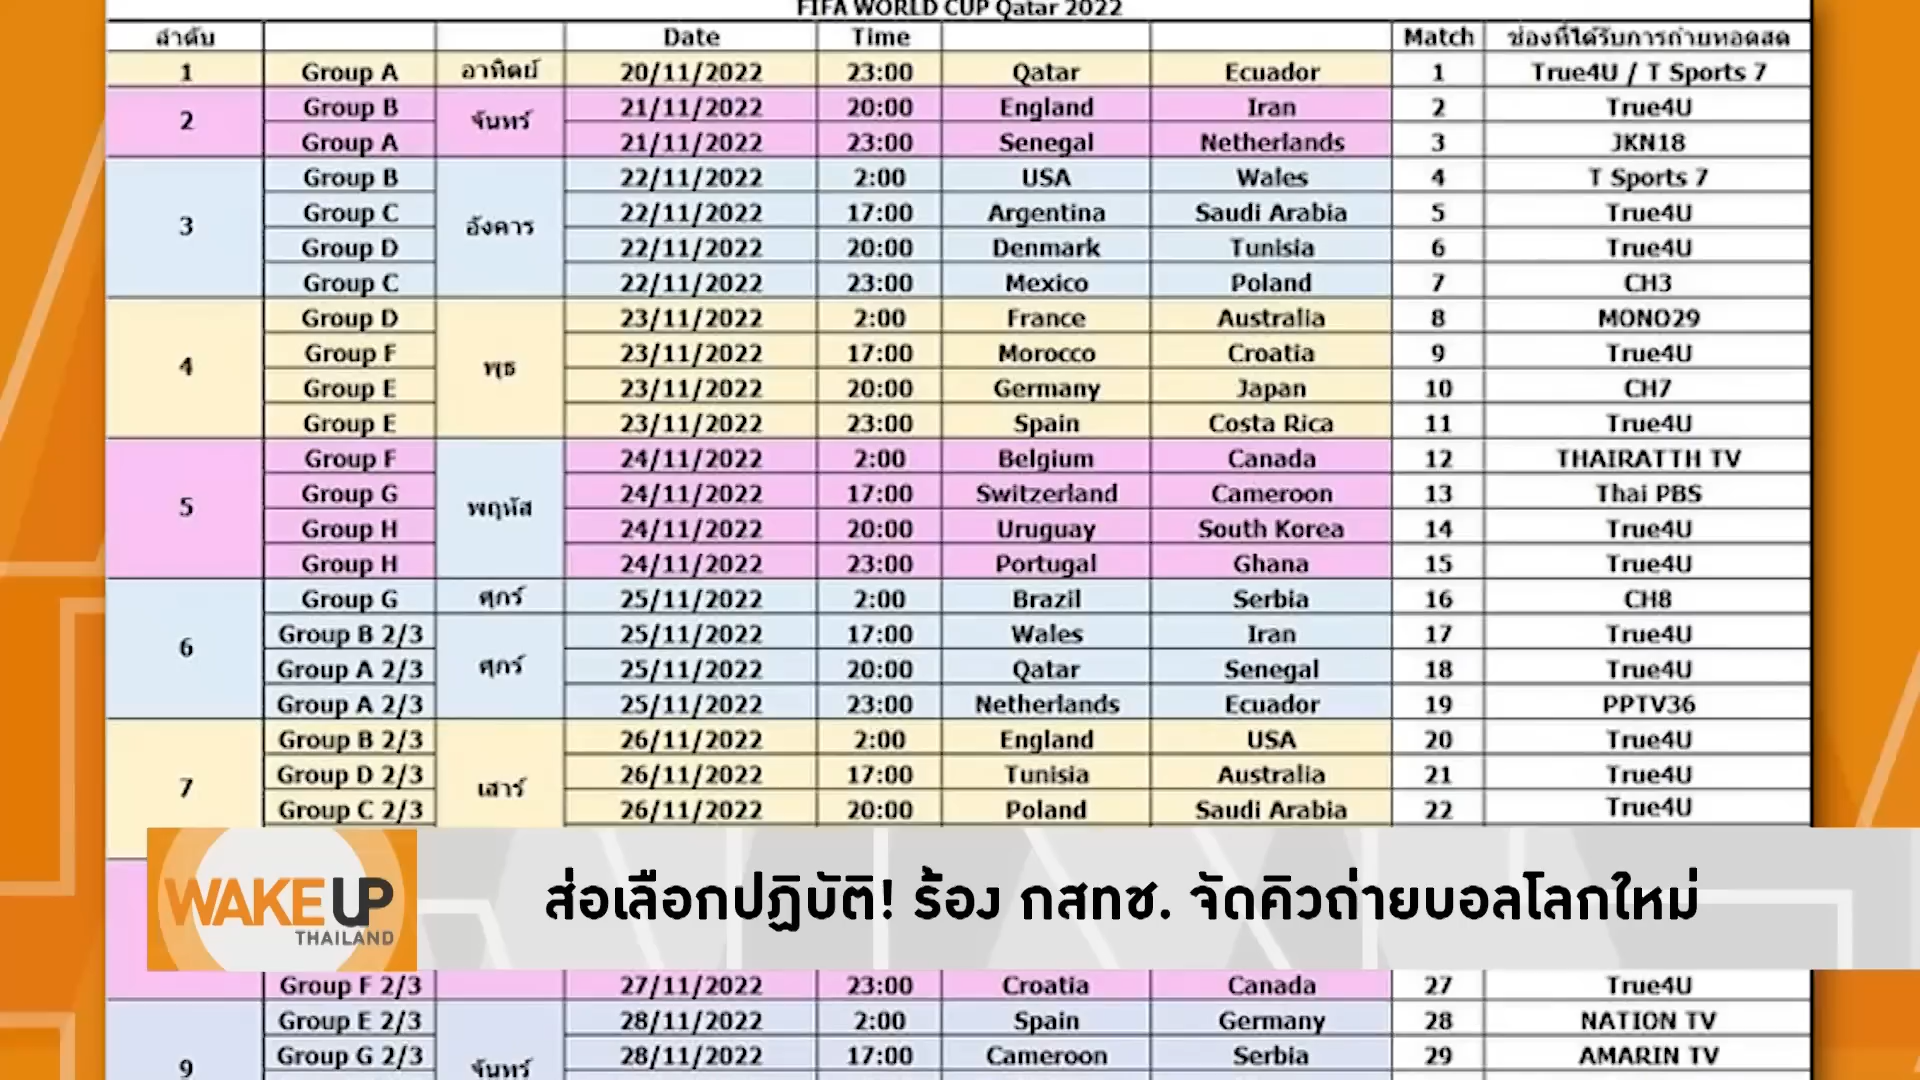 FIFA WORLD CUP Qatar 2022
ลำดับ Date Time Match ช่องที่ได้รับการถ่ายทอดสด
1 Group A อาทิตย์ 20/11/2022 23:00 Qatar Ecuador 1 True4U / T Sports 7
2 Group B จันทร์ 21/11/2022 20:00 England Iran 2 True4U
Group A 21/11/2022 23:00 Senegal Netherlands 3 JKN18
3 Group B อังคาร 22/11/2022 2:00 USA Wales 4 T Sports 7
Group C 22/11/2022 17:00 Argentina Saudi Arabia 5 True4U
Group D 22/11/2022 20:00 Denmark Tunisia 6 True4U
Group C 22/11/2022 23:00 Mexico Poland 7 CH3
4 Group D พุธ 23/11/2022 2:00 France Australia 8 MONO29
Group F 23/11/2022 17:00 Morocco Croatia 9 True4U
Group E 23/11/2022 20:00 Germany Japan 10 CH7
Group E 23/11/2022 23:00 Spain Costa Rica 11 True4U
5 Group F พฤหัส 24/11/2022 2:00 Belgium Canada 12 THAIRATTH TV
Group G 24/11/2022 17:00 Switzerland Cameroon 13 Thai PBS
Group H 24/11/2022 20:00 Uruguay South Korea 14 True4U
Group H 24/11/2022 23:00 Portugal Ghana 15 True4U
6 Group G ศุกร์ 25/11/2022 2:00 Brazil Serbia 16 CH8
Group B 2/3 ศุกร์ 25/11/2022 17:00 Wales Iran 17 True4U
Group A 2/3 25/11/2022 20:00 Qatar Senegal 18 True4U
Group A 2/3 25/11/2022 23:00 Netherlands Ecuador 19 PPTV36
7 Group B 2/3 เสาร์ 26/11/2022 2:00 England USA 20 True4U
Group D 2/3 26/11/2022 17:00 Tunisia Australia 21 True4U
Group C 2/3 26/11/2022 20:00 Poland Saudi Arabia 22 True4U
WAKE UP
THAILAND
ส่อเลือกปฏิบัติ! ร้อง กสทช. จัดคิวถ่ายบอลโลกใหม่
Group F 2/3 27/11/2022 23:00 Croatia Canada 27 True4U
9 Group E 2/3 จันทร์ 28/11/2022 2:00 Spain Germany 28 NATION TV
Group G 2/3 28/11/2022 17:00 Cameroon Serbia 29 AMARIN TV